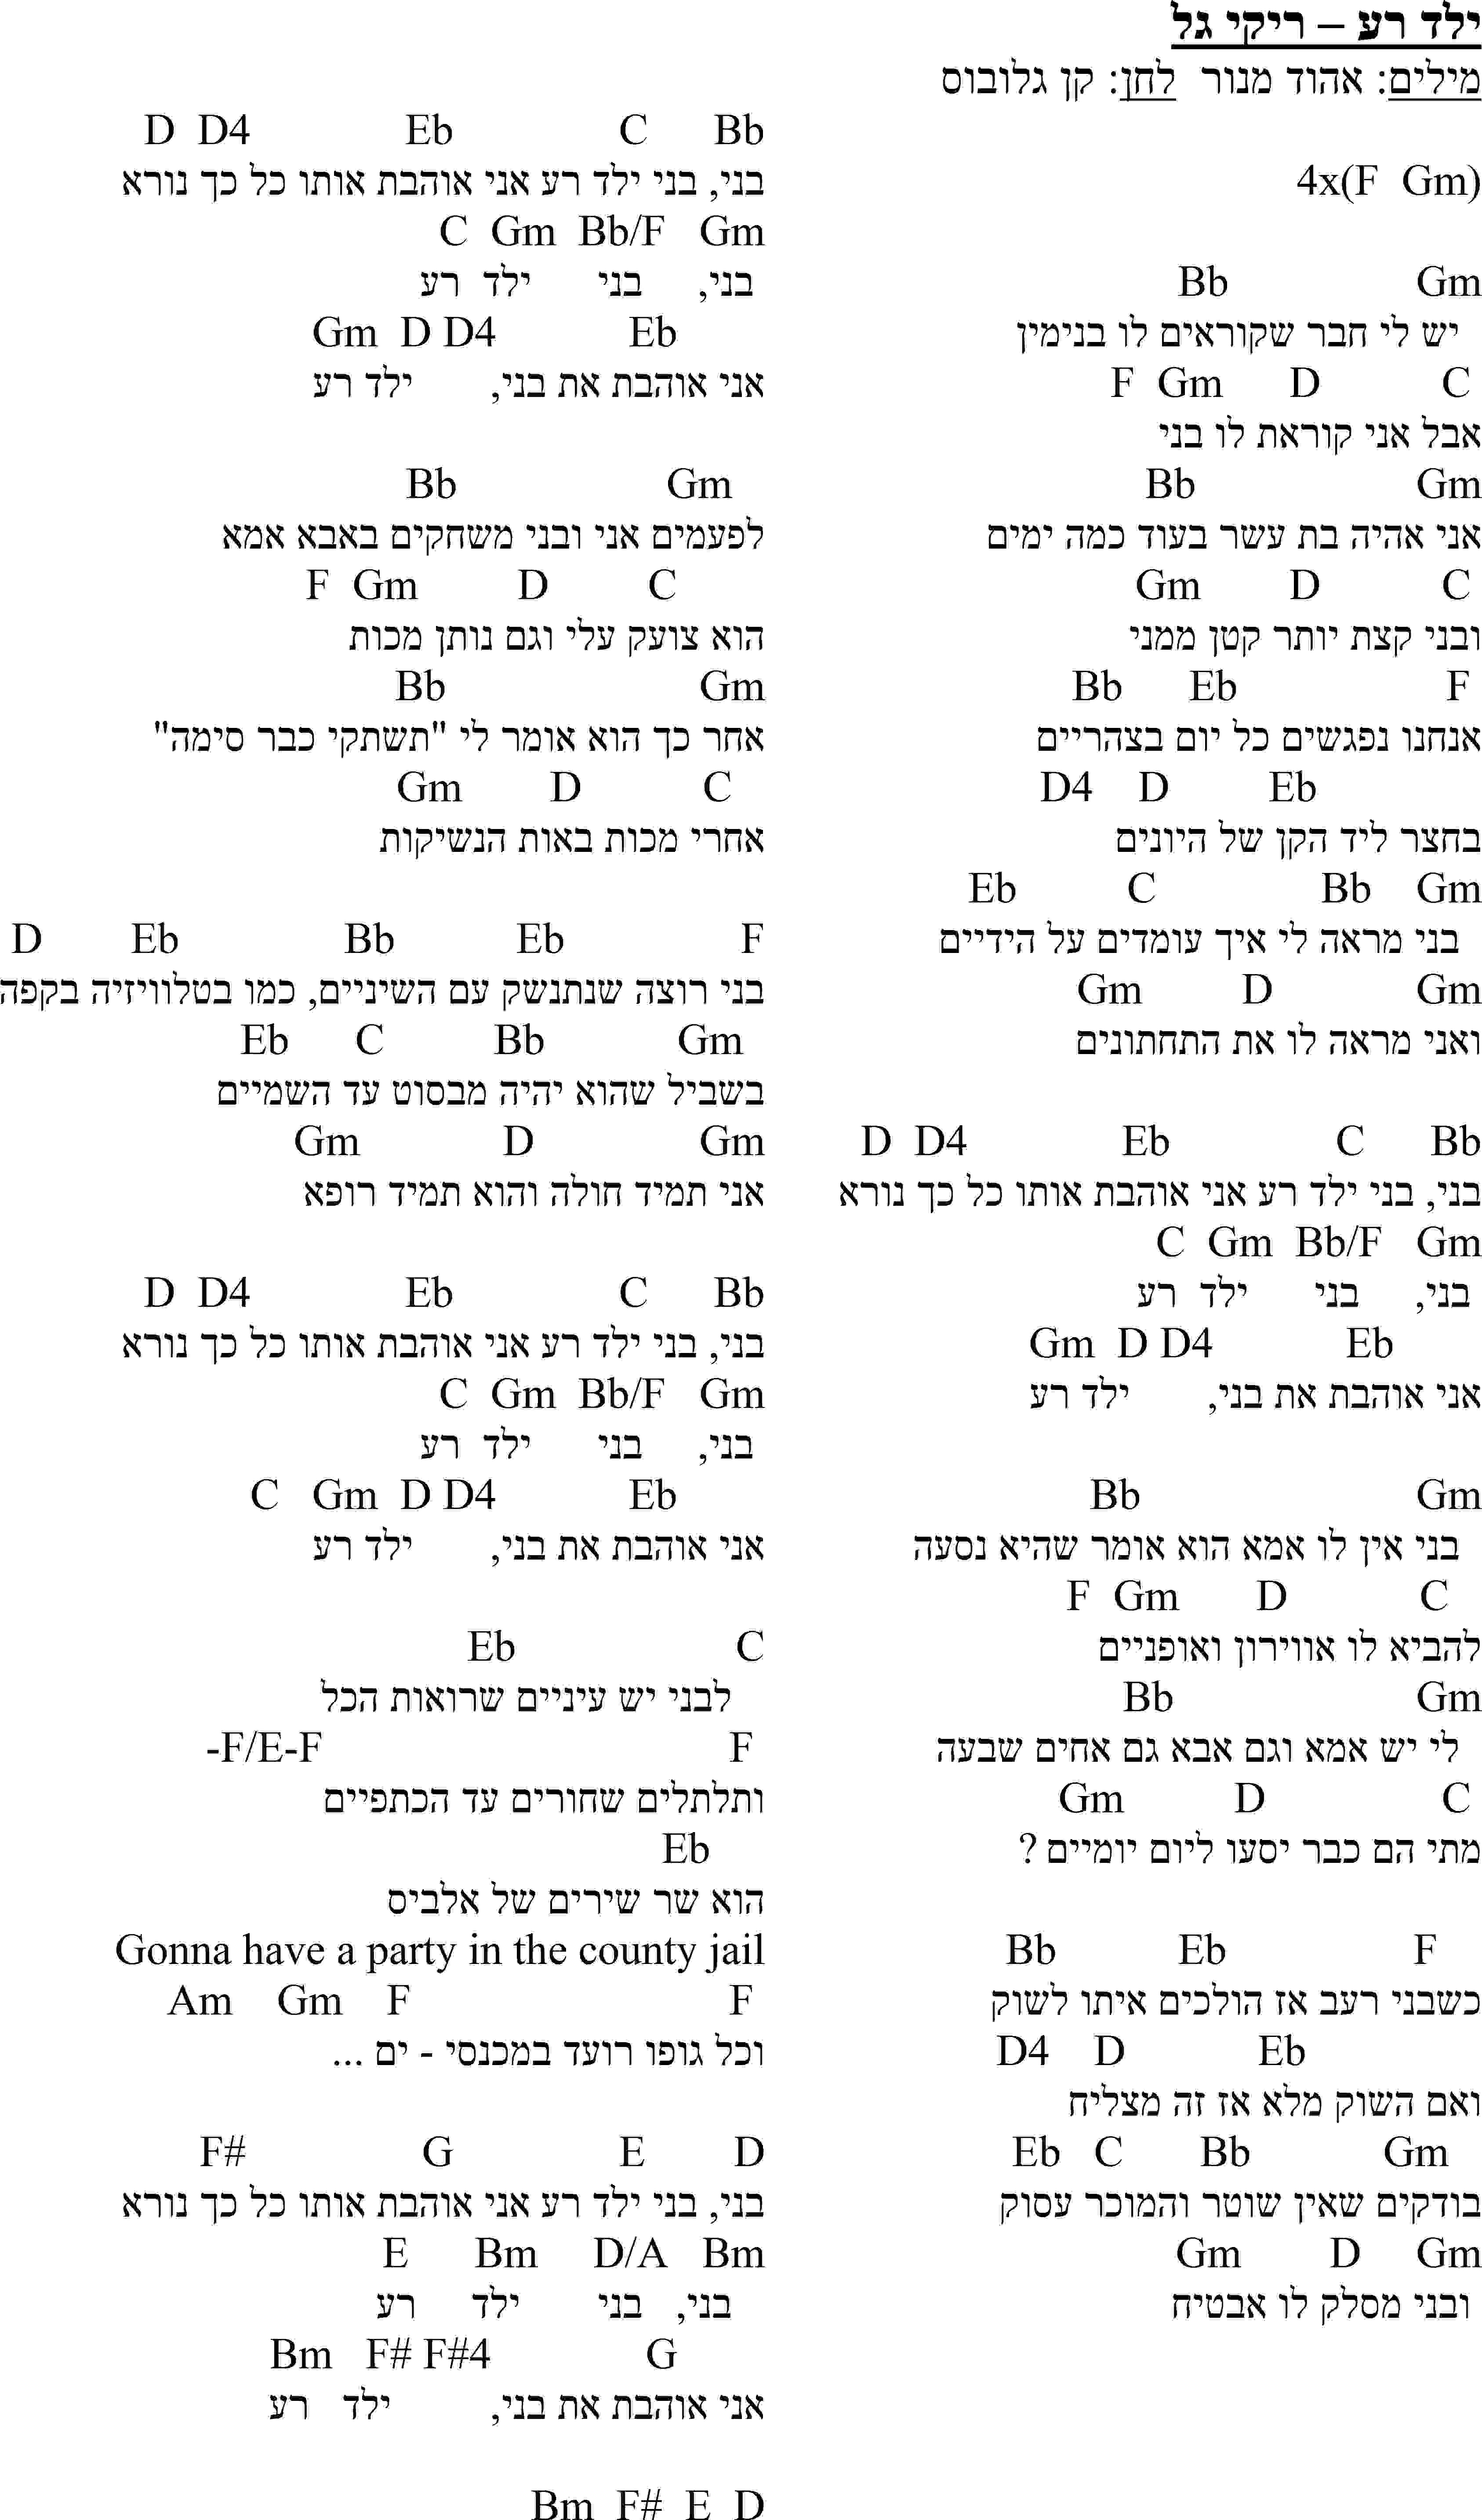 ילד רע – ריקי גל
מילים: אהוד מנור  לחן: קן גלובוס
4x(F  Gm)
Bb Gm
יש לי חבר שקוראים לו בנימין
F Gm D C
אבל אני קוראת לו בני
Bb Gm
אני אהיה בת עשר בעוד כמה ימים
Gm D C
ובני קצת יותר קטן ממני
Bb Eb F
אנחנו נפגשים כל יום בצהריים
D4 D Eb
בחצר ליד הקן של היונים
Eb C Bb Gm
בני מראה לי איך עומדים על הידיים
Gm D Gm
ואני מראה לו את התחתונים
D D4 Eb C Bb
בני, בני ילד רע אני אוהבת אותו כל כך נורא
C Gm Bb/F Gm
בני, בני ילד רע
Gm D D4 Eb
אני אוהבת את בני, ילד רע
Bb Gm
בני אין לו אמא הוא אומר שהיא נסעה
F Gm D C
להביא לו אווירון ואופניים
Bb Gm
לי יש אמא וגם אבא גם אחים שבעה
Gm D C
מתי הם כבר יסעו ליום יומיים ?
Bb Eb F
כשבני רעב אז הולכים איתו לשוק
D4 D Eb
ואם השוק מלא אז זה מצליח
Eb C Bb Gm
בודקים שאין שוטר והמוכר עסוק
Gm D Gm
ובני מסלק לו אבטיח
D D4 Eb C Bb
בני, בני ילד רע אני אוהבת אותו כל כך נורא
C Gm Bb/F Gm
בני, בני ילד רע
Gm D D4 Eb
אני אוהבת את בני, ילד רע
Bb Gm
לפעמים אני ובני משחקים באבא אמא
F Gm D C
הוא צועק עלי וגם נותן מכות
Bb Gm
אחר כך הוא אומר לי "תשתקי כבר סימה"
Gm D C
אחרי מכות באות הנשיקות
D Eb Bb Eb F
בני רוצה שנתנשק עם השיניים, כמו בטלוויזיה בקפה
Eb C Bb Gm
בשביל שהוא יהיה מבסוט עד השמיים
Gm D Gm
אני תמיד חולה והוא תמיד רופא
D D4 Eb C Bb
בני, בני ילד רע אני אוהבת אותו כל כך נורא
C Gm Bb/F Gm
בני, בני ילד רע
C Gm D D4 Eb
אני אוהבת את בני, ילד רע
Eb C
לבני יש עיניים שרואות הכל
-F/E-F F
ותלתלים שחורים עד הכתפיים
Eb
הוא שר שירים של אלביס
Gonna have a party in the county jail
Am Gm F F
וכל גופו רועד במכנסי - ים ...
F# G E D
בני, בני ילד רע אני אוהבת אותו כל כך נורא
E Bm D/A Bm
בני, בני ילד רע
Bm F# F#4 G
אני אוהבת את בני, ילד רע
Bm F# E D